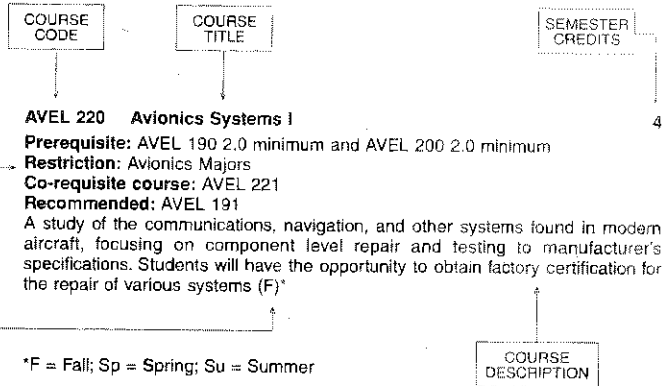 COURSE CODE
COURSE TITLE
SEMESTER CREDITS
AVEL 220 Avionics Systems I 4
Prerequisite: AVEL 190 2.0 minimum and AVEL 200 2.0 minimum
Restriction: Avionics Majors
Co-requisite course: AVEL 221
Recommended: AVEL 191
A study of the communications, navigation, and other systems found in modern
aircraft, focusing on component level repair and testing to manufacturer's
specifications. Students will have the opportunity to obtain factory certification for
the repair of various systems (F)*
*F = Fall; Sp = Spring; Su = Summer
COURSE DESCRIPTION